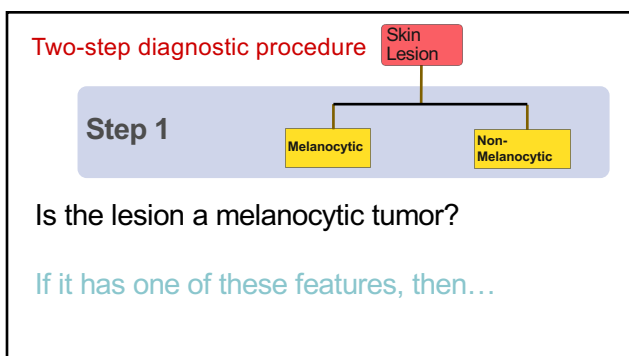 Two-step diagnostic procedure
Skin
Lesion
Step 1
Melanocytic
Non-
Melanocytic
Is the lesion a melanocytic tumor?
If it has one of these features, then…